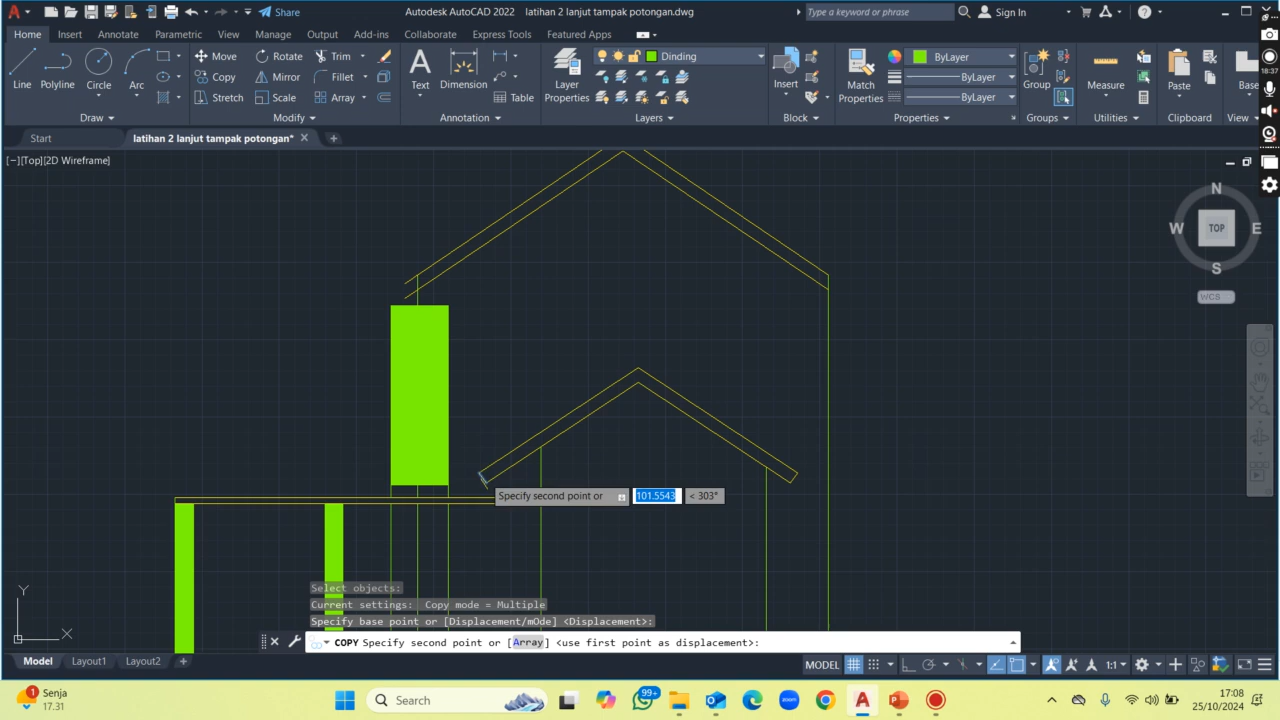 Share
Autodesk AutoCAD 2022 latihan 2 lanjut tampak potongan.dwg
Type a keyword or phrase
Sign In
Home Insert Annotate Parametric View Manage Output Add-ins Collaborate Express Tools Featured Apps
18:37
Line Polyline Circle Arc
Move Rotate Trim
Copy Mirror Fillet
Stretch Scale Array
Text Dimension Table
Layer Properties
Dinding
Insert
Match Properties
ByLayer
ByLayer
ByLayer
Group
Measure
Paste
Base
Draw Modify Annotation Layers Block Properties Groups Utilities Clipboard View
Start latihan 2 lanjut tampak potongan*
[−][Top][2D Wireframe]
N
W TOP E
S
WCS
Specify second point or 101.5543 < 303°
Y
X
Select objects:
Current settings: Copy mode = Multiple
Specify base point or [Displacement/mOde] <Displacement>:
COPY Specify second point or [Array] <use first point as displacement>:
Model Layout1 Layout2
MODEL 1:1
1 Senja
17.31
Search
99+
zoom
17:08
25/10/2024